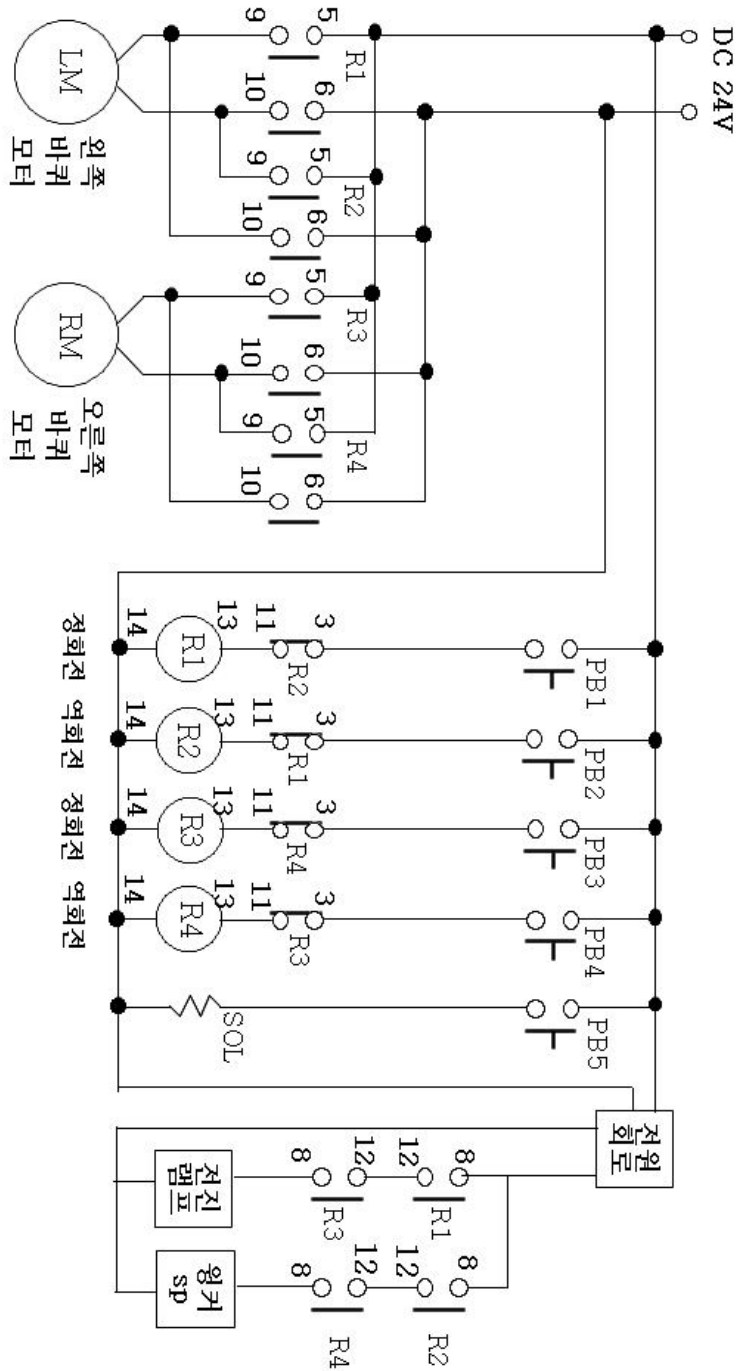 DC 24V
R1 R2 R3 R4
5 6 5 6 5 6 5 6
9 10 9 10 9 10 9 10
LM RM
왼쪽
바퀴
모터
오른쪽
바퀴
모터
PB1 PB2 PB3 PB4 PB5
3 3 3 3
R2 R1 R4 R3
11 11 11 11
13 13 13 13
R1 R2 R3 R4
SOL
14 14 14 14
정회전 역회전 정회전 역회전
전원
회로
8 8
R1 R2
12 12
12 12
R3 R4
8 8
전진
램프
윙커
sp